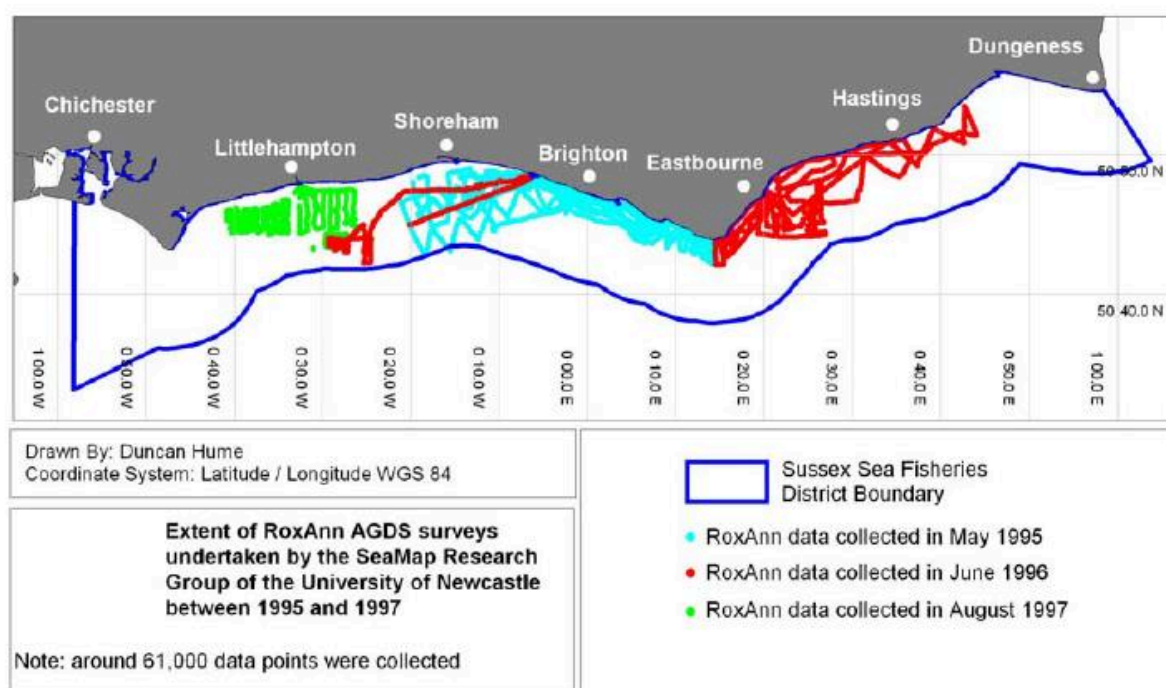 Dungeness
Chichester
Hastings
Shoreham
Littlehampton
Brighton
Eastbourne
50 50.0 N
50 40.0 N
1 00.0 W
0 50.0 W
0 40.0 W
0 30.0 W
0 20.0 W
0 10.0 W
0 00.0 E
0 10.0 E
0 20.0 E
0 30.0 E
0 40.0 E
0 50.0 E
1 00.0 E
Drawn By: Duncan Hume
Coordinate System: Latitude / Longitude WGS 84
Extent of RoxAnn AGDS surveys
undertaken by the SeaMap Research
Group of the University of Newcastle
between 1995 and 1997
Note: around 61,000 data points were collected
Sussex Sea Fisheries
District Boundary
RoxAnn data collected in May 1995
RoxAnn data collected in June 1996
RoxAnn data collected in August 1997